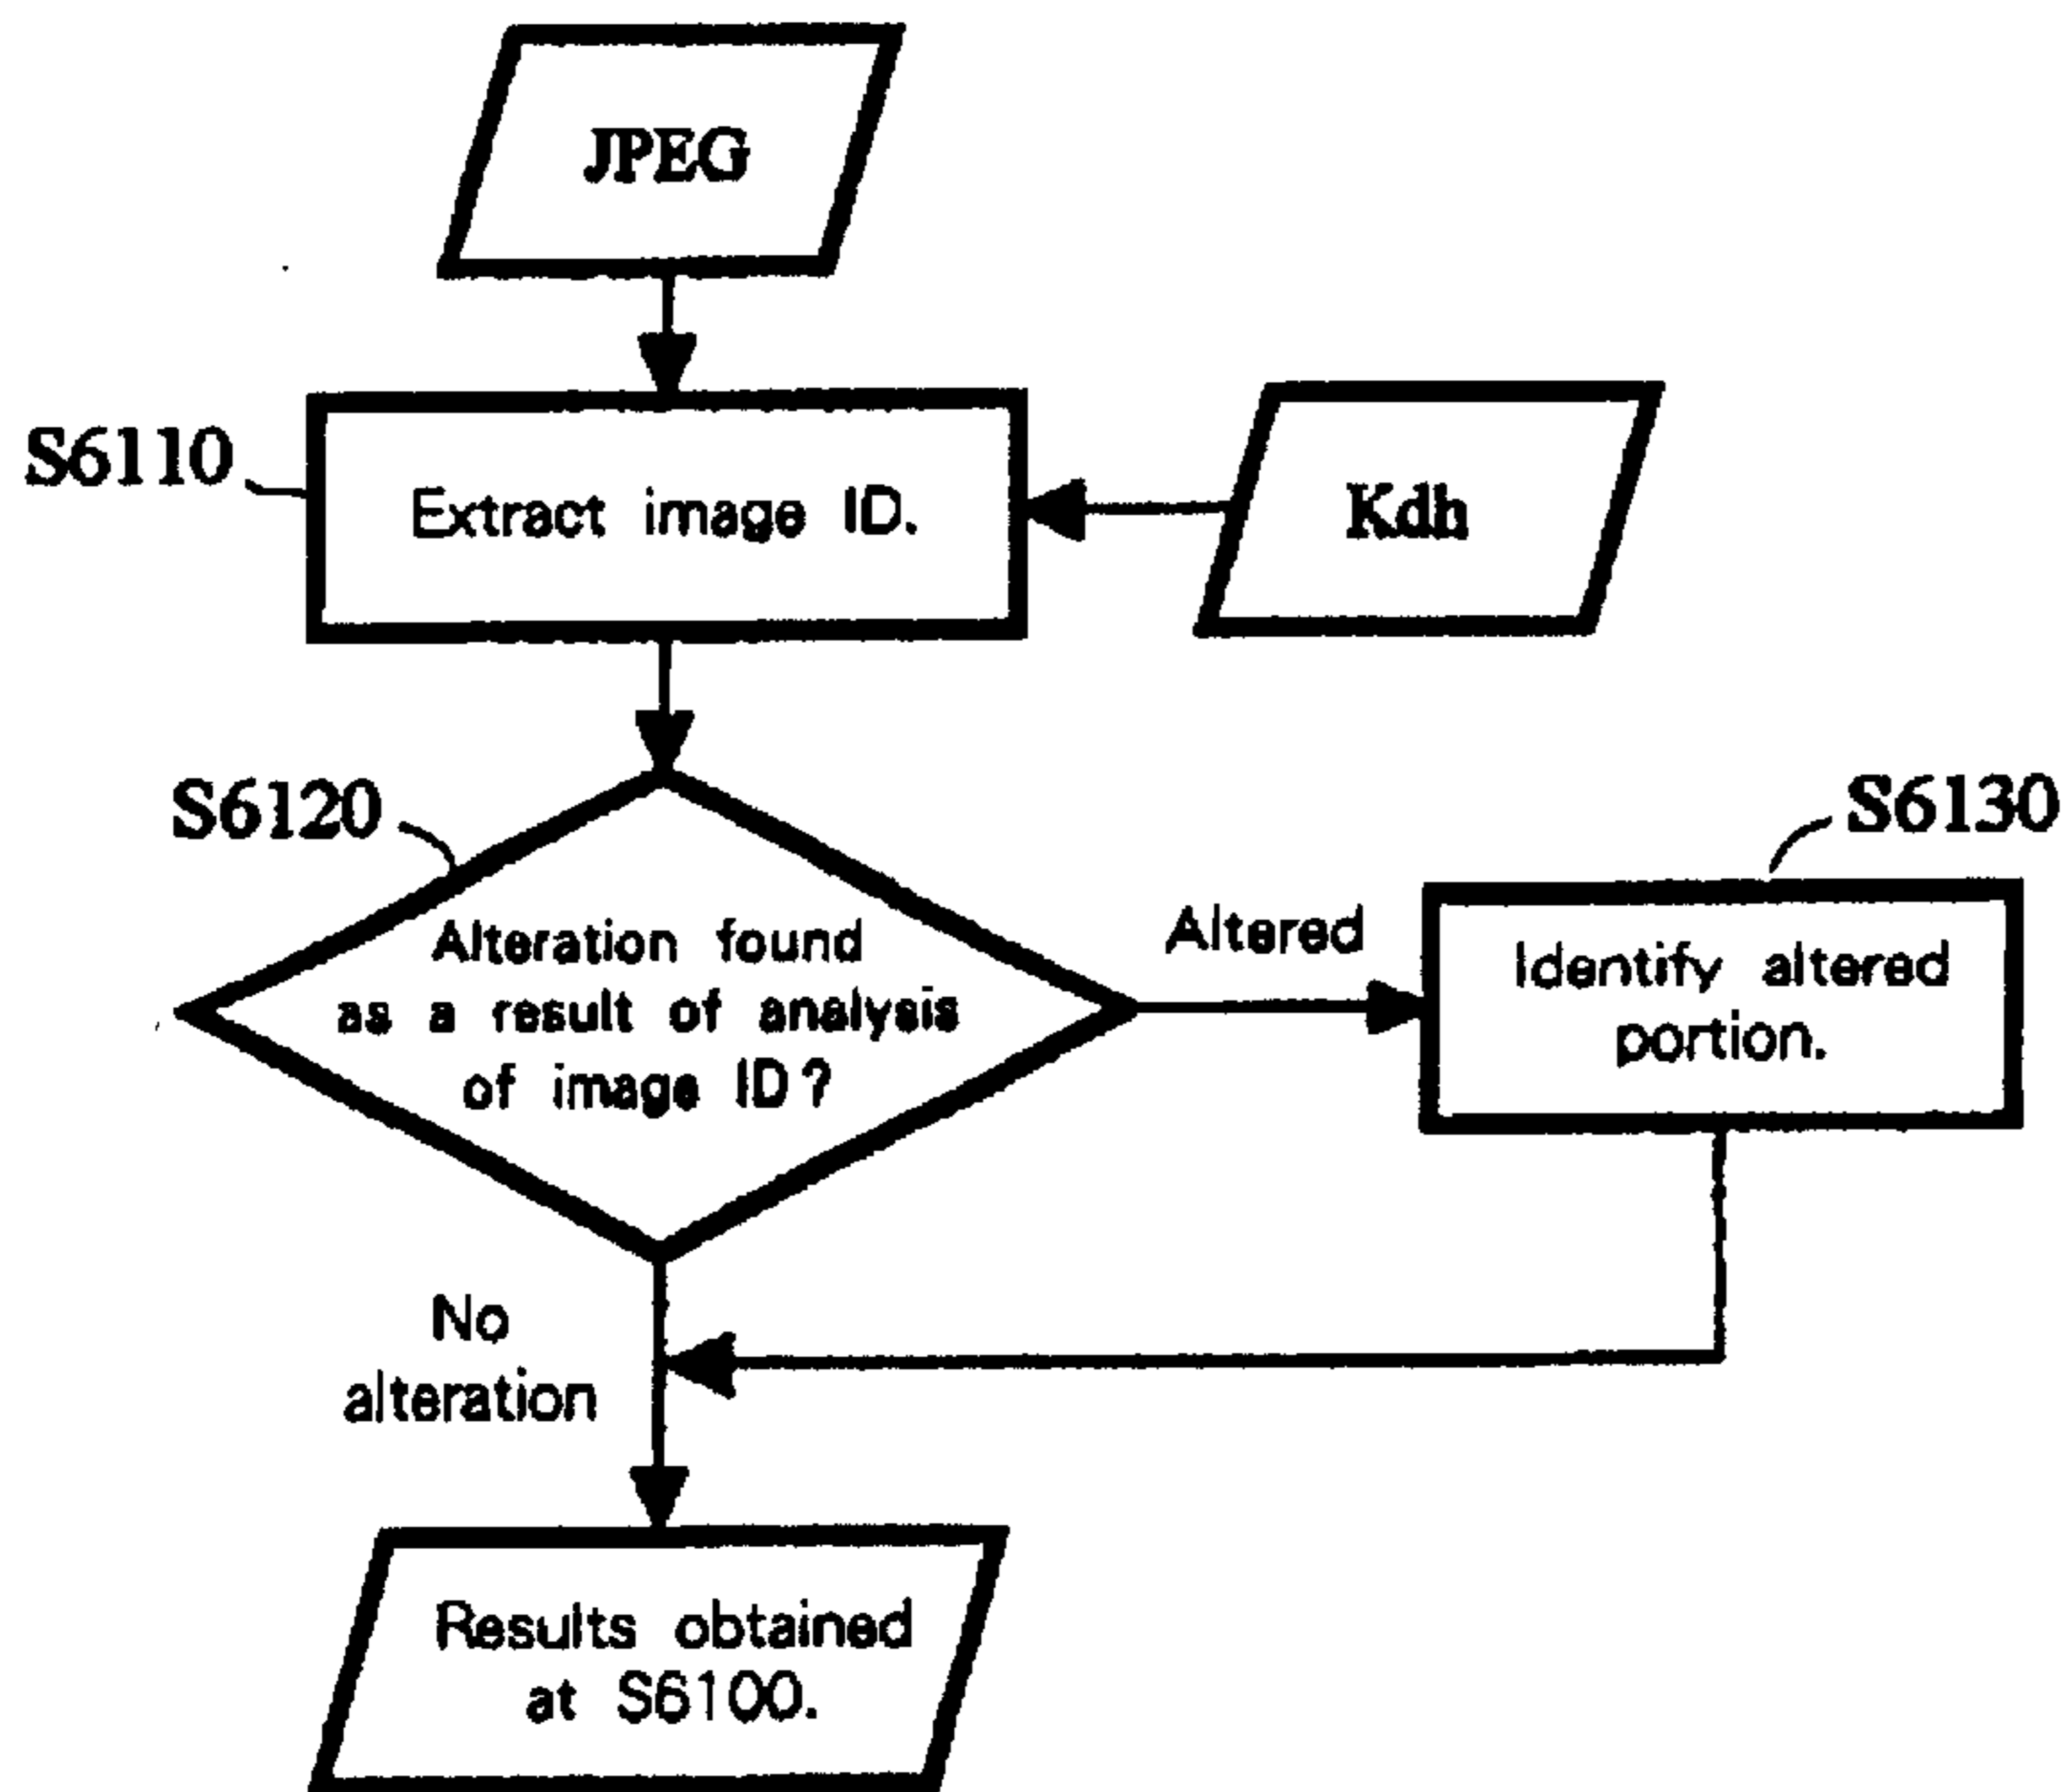 JPEG
S6110
Extract image ID.
Kdh
S6120
S6130
Alteration found
as a result of analysis
of image ID?
Altered
Identify altered
portion.
No
alteration
Results obtained
at S6100.